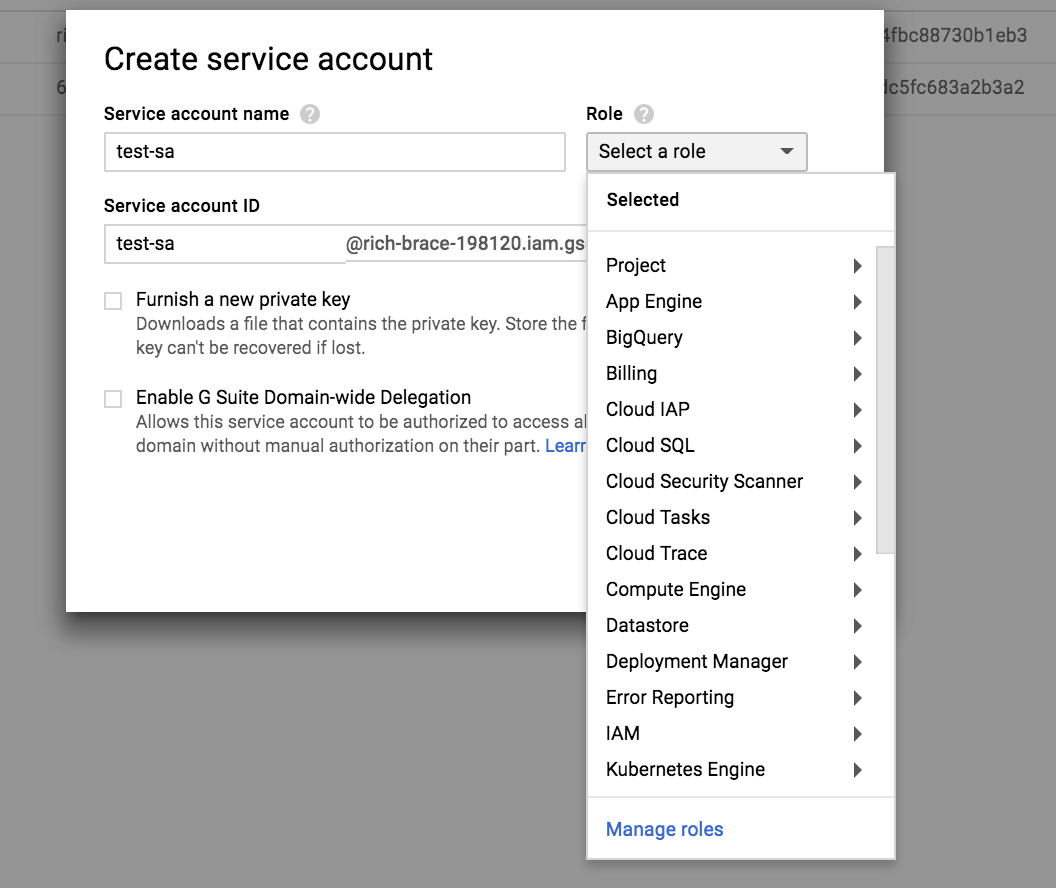 ri
4fbc88730b1eb3
6
dc5fc683a2b3a2
Create service account
Service account name ?
Role ?
test-sa
Select a role
Service account ID
test-sa
@rich-brace-198120.iam.gs
Furnish a new private key
Downloads a file that contains the private key. Store the f
key can't be recovered if lost.
Enable G Suite Domain-wide Delegation
Allows this service account to be authorized to access al
domain without manual authorization on their part. Learn
Selected
Project
App Engine
BigQuery
Billing
Cloud IAP
Cloud SQL
Cloud Security Scanner
Cloud Tasks
Cloud Trace
Compute Engine
Datastore
Deployment Manager
Error Reporting
IAM
Kubernetes Engine
Manage roles